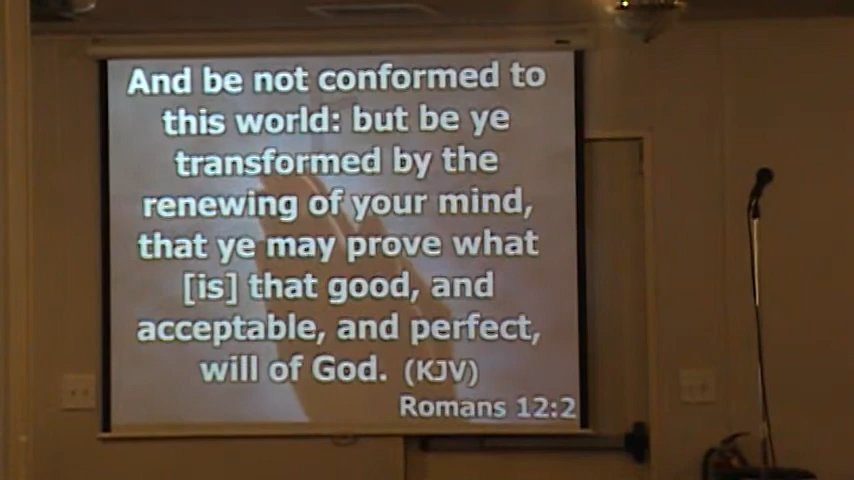 And be not conformed to
this world: but be ye
transformed by the
renewing of your mind,
that ye may prove what
[is] that good, and
acceptable, and perfect,
will of God. (KJV)
Romans 12:2